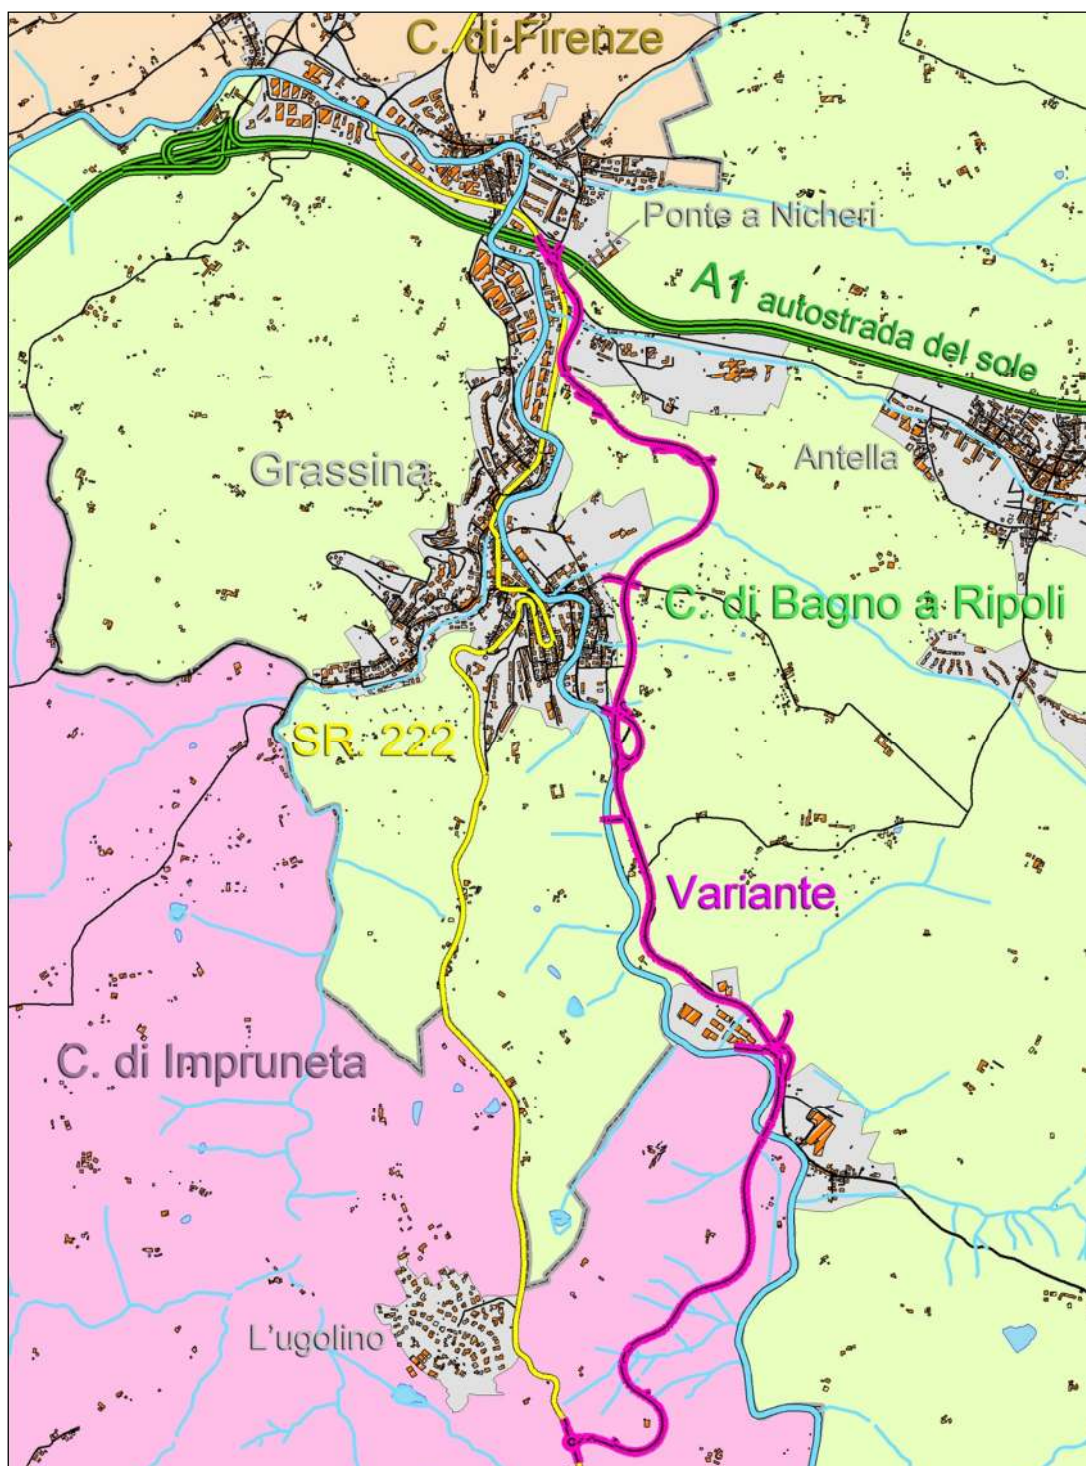 C. di Firenze
Ponte a Nicheri
A1 autostrada del sole
Grassina
Antella
C. di Bagno a Ripoli
SR. 222
Variante
C. di Impruneta
L'ugolino